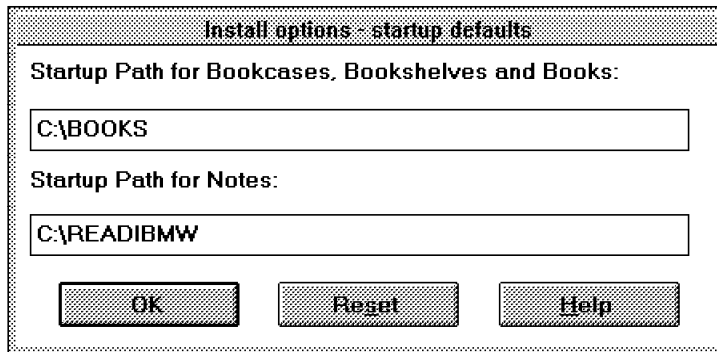 Install options - startup defaults
Startup Path for Bookcases, Bookshelves and Books:
C:\BOOKS
Startup Path for Notes:
C:\READIBMW
OK Reset Help